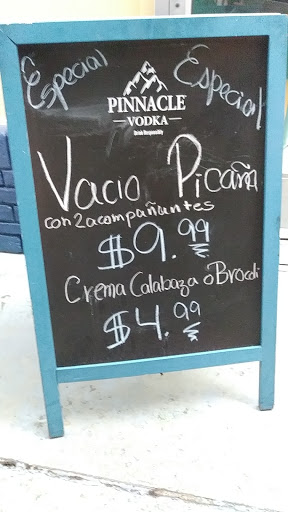 Especial
Especial
PINNACLE
VODKA
Drink Responsibly
Vacio Picaña
con 2 acompañantes
$9.99
Crema Calabaza ó Brocoli
$4.99